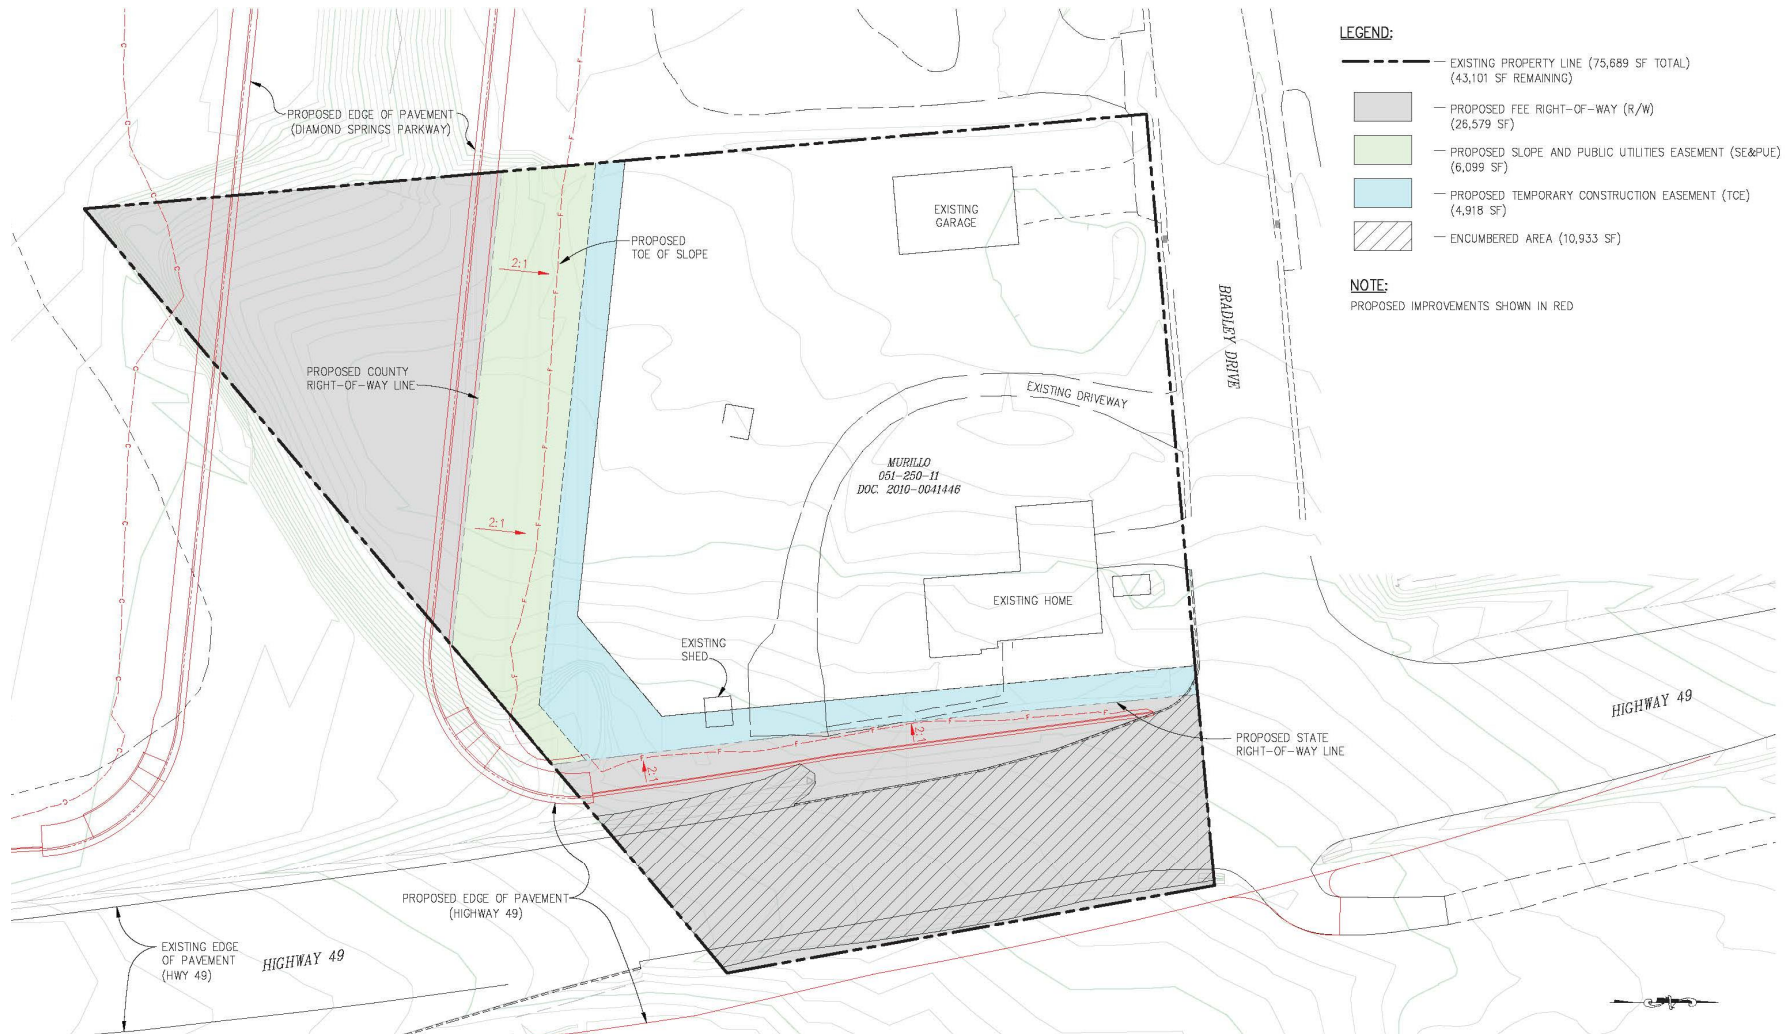 LEGEND:
EXISTING PROPERTY LINE (75,689 SF TOTAL)
(43,101 SF REMAINING)
PROPOSED FEE RIGHT-OF-WAY (R/W)
(26,579 SF)
PROPOSED SLOPE AND PUBLIC UTILITIES EASEMENT (SE&PUE)
(6,099 SF)
PROPOSED TEMPORARY CONSTRUCTION EASEMENT (TCE)
(4,918 SF)
ENCUMBERED AREA (10,933 SF)
NOTE:
PROPOSED IMPROVEMENTS SHOWN IN RED
PROPOSED EDGE OF PAVEMENT
(DIAMOND SPRINGS PARKWAY)
EXISTING
GARAGE
PROPOSED
TOE OF SLOPE
2:1
BRADLEY DRIVE
PROPOSED COUNTY
RIGHT-OF-WAY LINE
EXISTING DRIVEWAY
MURILLO
051-250-11
DOC. 2010-0041446
2:1
EXISTING HOME
EXISTING
SHED
HIGHWAY 49
2:1
PROPOSED STATE
RIGHT-OF-WAY LINE
2:1
PROPOSED EDGE OF PAVEMENT
(HIGHWAY 49)
EXISTING EDGE
OF PAVEMENT
(HWY 49)
HIGHWAY 49
C
C
C
C
C
C
C
C
F
F
F
F
F
F
F
F
F
F
F
F
F